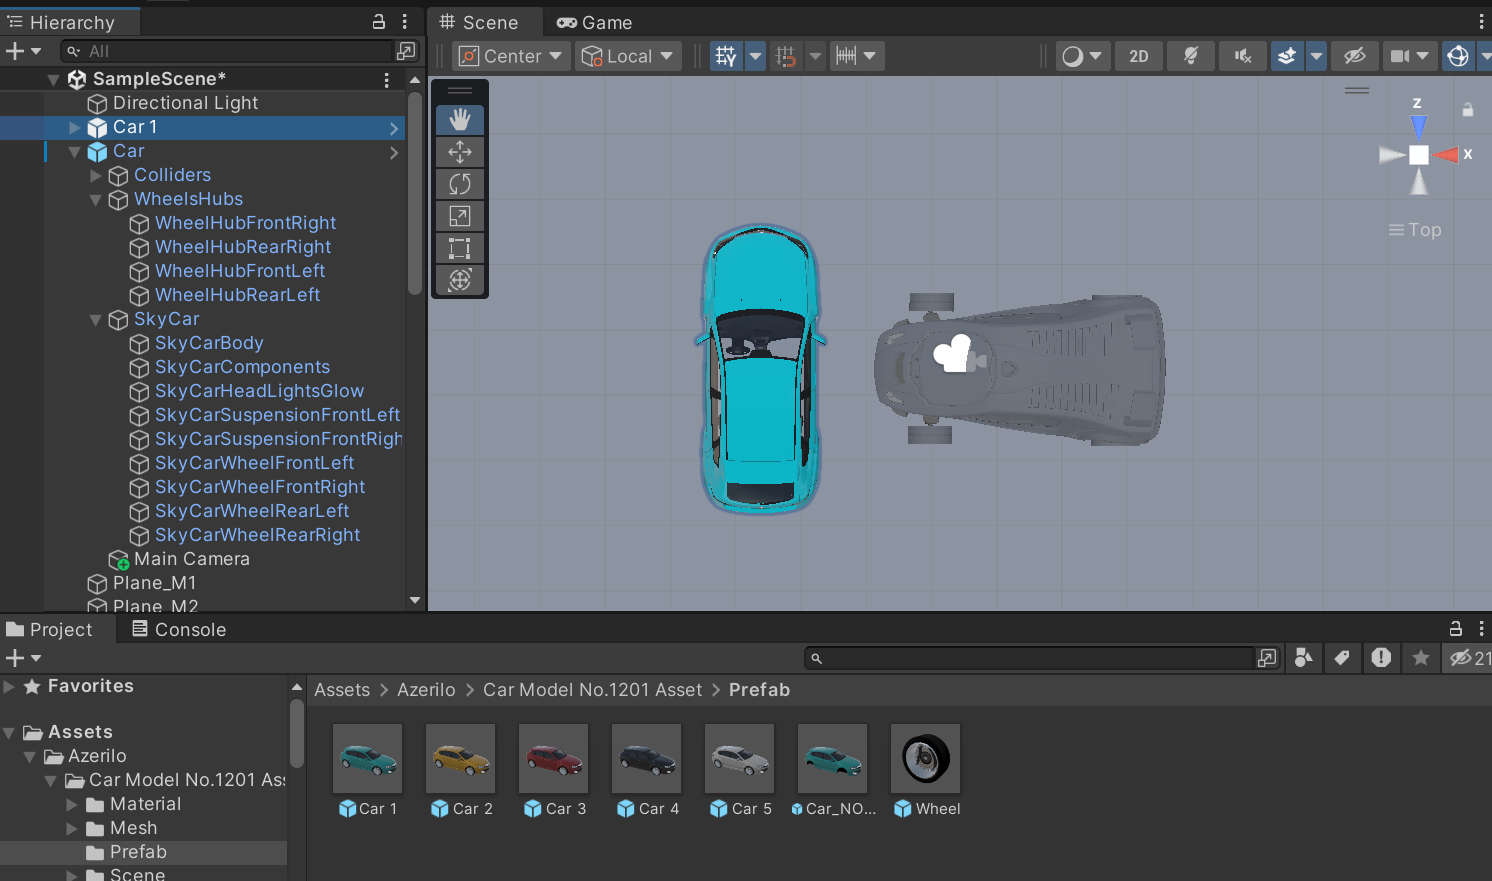 Hierarchy
Scene
Game
All
Center
Local
2D
SampleScene*
Directional Light
Car 1
Car
Colliders
WheelsHubs
WheelHubFrontRight
WheelHubRearRight
WheelHubFrontLeft
WheelHubRearLeft
SkyCar
SkyCarBody
SkyCarComponents
SkyCarHeadLightsGlow
SkyCarSuspensionFrontLeft
SkyCarSuspensionFrontRigh
SkyCarWheelFrontLeft
SkyCarWheelFrontRight
SkyCarWheelRearLeft
SkyCarWheelRearRight
Main Camera
Plane_M1
Plane_M2
z
x
Top
Project
Console
21
Favorites
Assets
Azerilo
Car Model No.1201 Ass
Material
Mesh
Prefab
Scene
Assets > Azerilo > Car Model No.1201 Asset > Prefab
Car 1
Car 2
Car 3
Car 4
Car 5
Car_NO...
Wheel